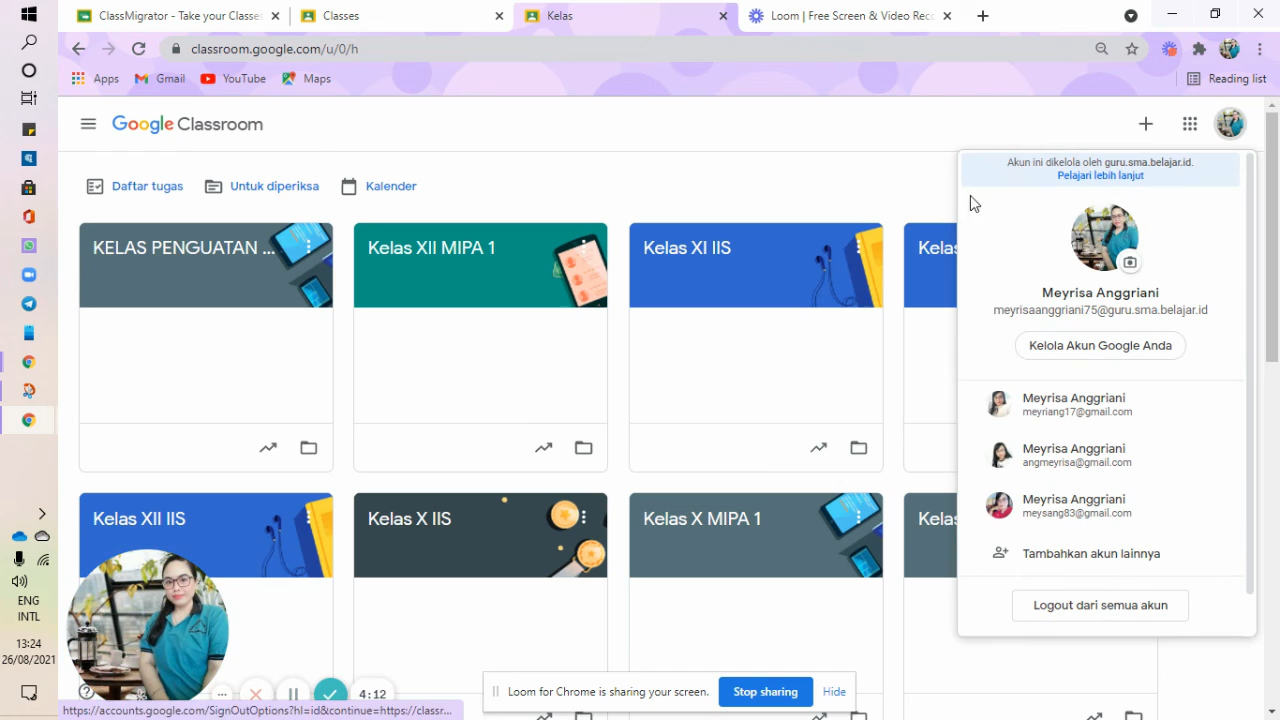 ClassMigrator - Take your Classe
Classes
Kelas
Loom | Free Screen & Video Rec
classroom.google.com/u/0/h
Apps
Gmail
YouTube
Maps
Reading list
Google Classroom
Daftar tugas
Untuk diperiksa
Kalender
KELAS PENGUATAN ...
Kelas XII MIPA 1
Kelas XI IIS
Kelas
Kelas XII IIS
Kelas X IIS
Kelas X MIPA 1
Kelas
Akun ini dikelola oleh guru.sma.belajar.id.
Pelajari lebih lanjut
Meyrisa Anggriani
meyrisaanggriani75@guru.sma.belajar.id
Kelola Akun Google Anda
Meyrisa Anggriani
meyriang17@gmail.com
Meyrisa Anggriani
angmeyrisa@gmail.com
Meyrisa Anggriani
meysang83@gmail.com
Tambahkan akun lainnya
Logout dari semua akun
ENG
INTL
13:24
26/08/2021
4:12
Loom for Chrome is sharing your screen.
Stop sharing
Hide
https://accounts.google.com/SignOutOptions?hl=id&continue=https://classr...